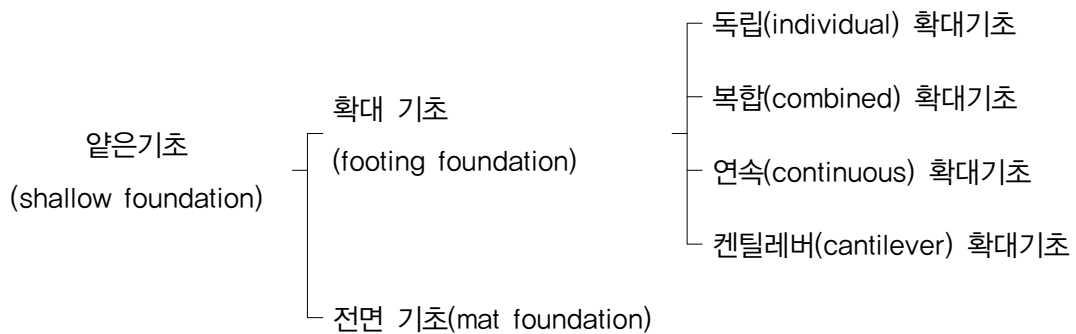 얕은기초
(shallow foundation)
확대 기초
(footing foundation)
전면 기초(mat foundation)
독립(individual) 확대기초
복합(combined) 확대기초
연속(continuous) 확대기초
켄틸레버(cantilever) 확대기초